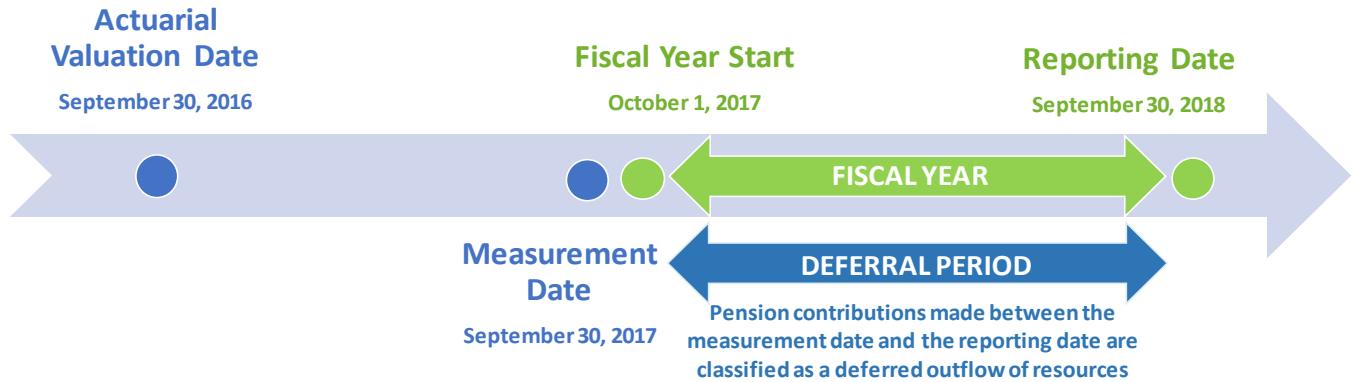 Actuarial
Valuation Date
September 30, 2016
Fiscal Year Start
October 1, 2017
Reporting Date
September 30, 2018
FISCAL YEAR
Measurement
Date
September 30, 2017
DEFERRAL PERIOD
Pension contributions made between the
measurement date and the reporting date are
classified as a deferred outflow of resources